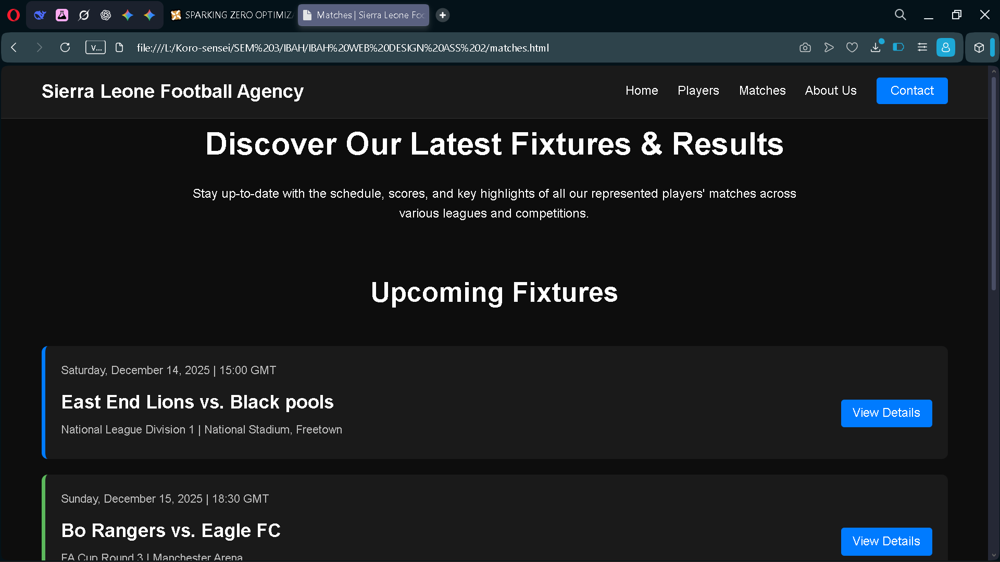 SPARKING ZERO OPTIMIZA
Matches | Sierra Leone Foo
v...
file:///L:/Koro-sensei/SEM%203/IBAH/IBAH%20WEB%20DESIGN%20ASS%202/matches.html
Sierra Leone Football Agency
Home
Players
Matches
About Us
Contact
Discover Our Latest Fixtures & Results
Stay up-to-date with the schedule, scores, and key highlights of all our represented players' matches across
various leagues and competitions.
Upcoming Fixtures
Saturday, December 14, 2025 | 15:00 GMT
East End Lions vs. Black pools
National League Division 1 | National Stadium, Freetown
View Details
Sunday, December 15, 2025 | 18:30 GMT
Bo Rangers vs. Eagle FC
FA Cup Round 3 | Manchester Arena
View Details